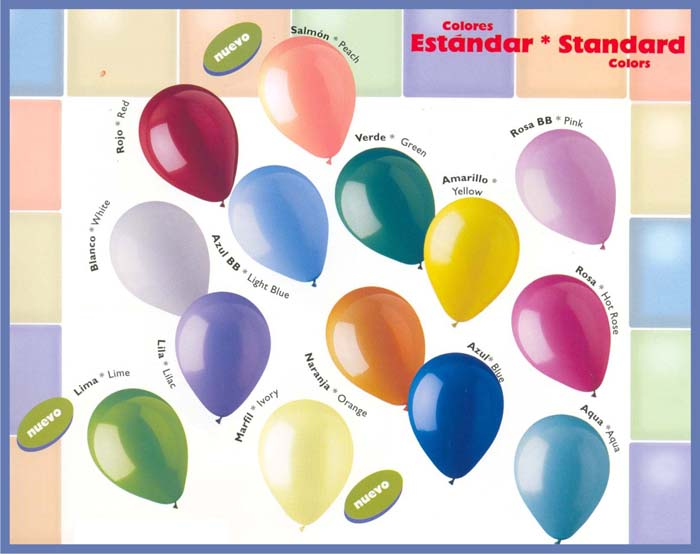 Colores
Estándar * Standard
Colors
nuevo
Salmón * Peach
Rojo * Red
Verde * Green
Rosa BB * Pink
Amarillo *
Yellow
Blanco * White
Azul BB * Light Blue
Rosa * Hot Rose
Lila * Lilac
Naranja * Orange
Azul * Blue
Lima * Lime
Marfil * Ivory
Aqua * Aqua
nuevo
nuevo